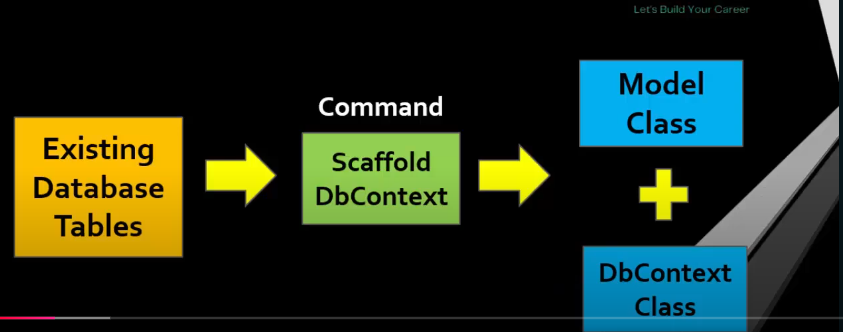 Let's Build Your Career
Existing
Database
Tables
Command
Scaffold
DbContext
Model
Class
DbContext
Class